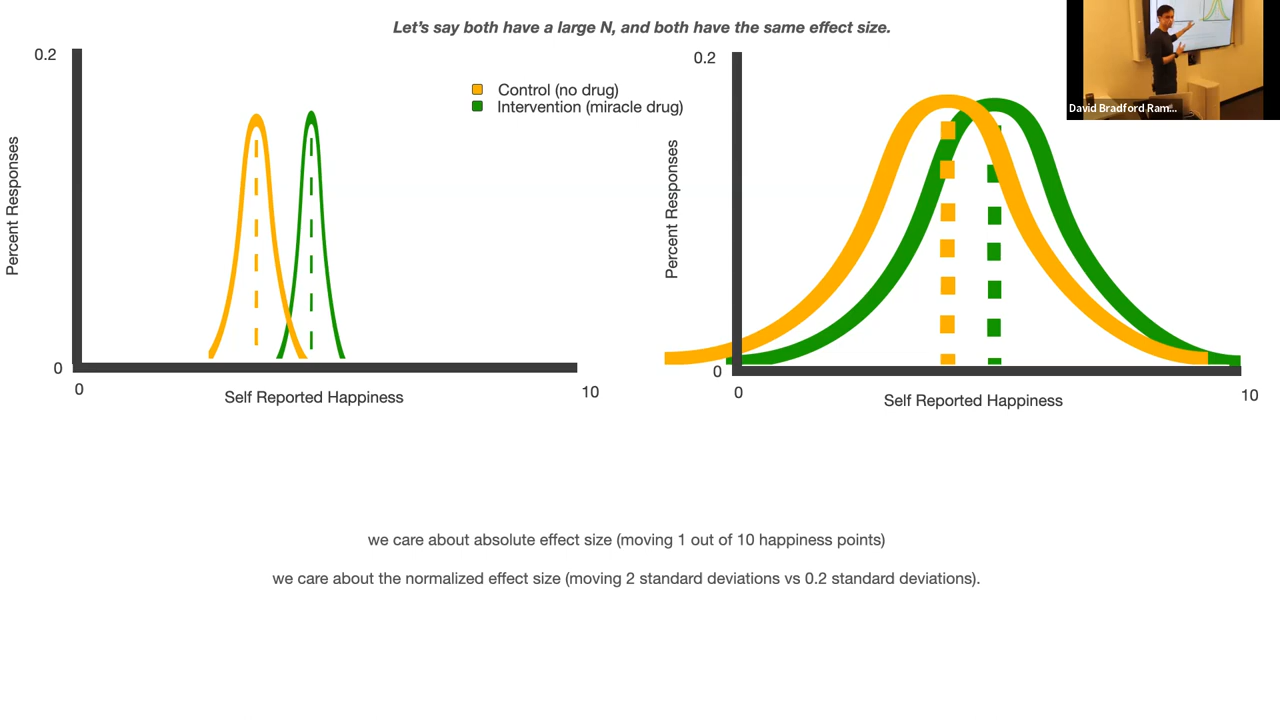 Let's say both have a large N, and both have the same effect size.
0.2
Percent Responses
0
0
Self Reported Happiness
10
Control (no drug)
Intervention (miracle drug)
0.2
Percent Responses
0
0
Self Reported Happiness
10
David Bradford Ram...
we care about absolute effect size (moving 1 out of 10 happiness points)
we care about the normalized effect size (moving 2 standard deviations vs 0.2 standard deviations).